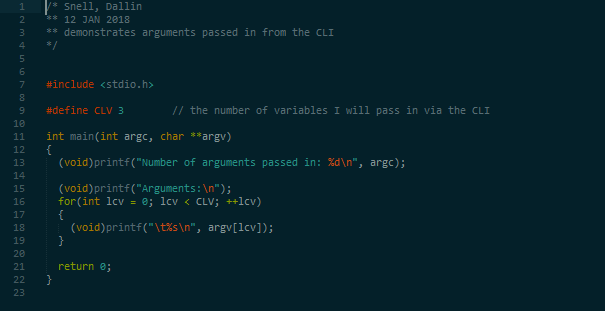 1 /* Snell, Dallin
2 ** 12 JAN 2018
3 ** demonstrates arguments passed in from the CLI
4 */
5
6
7 #include <stdio.h>
8
9 #define CLV 3        // the number of variables I will pass in via the CLI
10
11 int main(int argc, char **argv)
12 {
13   (void)printf("Number of arguments passed in: %d\n", argc);
14
15   (void)printf("Arguments:\n");
16   for(int lcv = 0; lcv < CLV; ++lcv)
17   {
18     (void)printf("\t%s\n", argv[lcv]);
19   }
20
21   return 0;
22 }
23